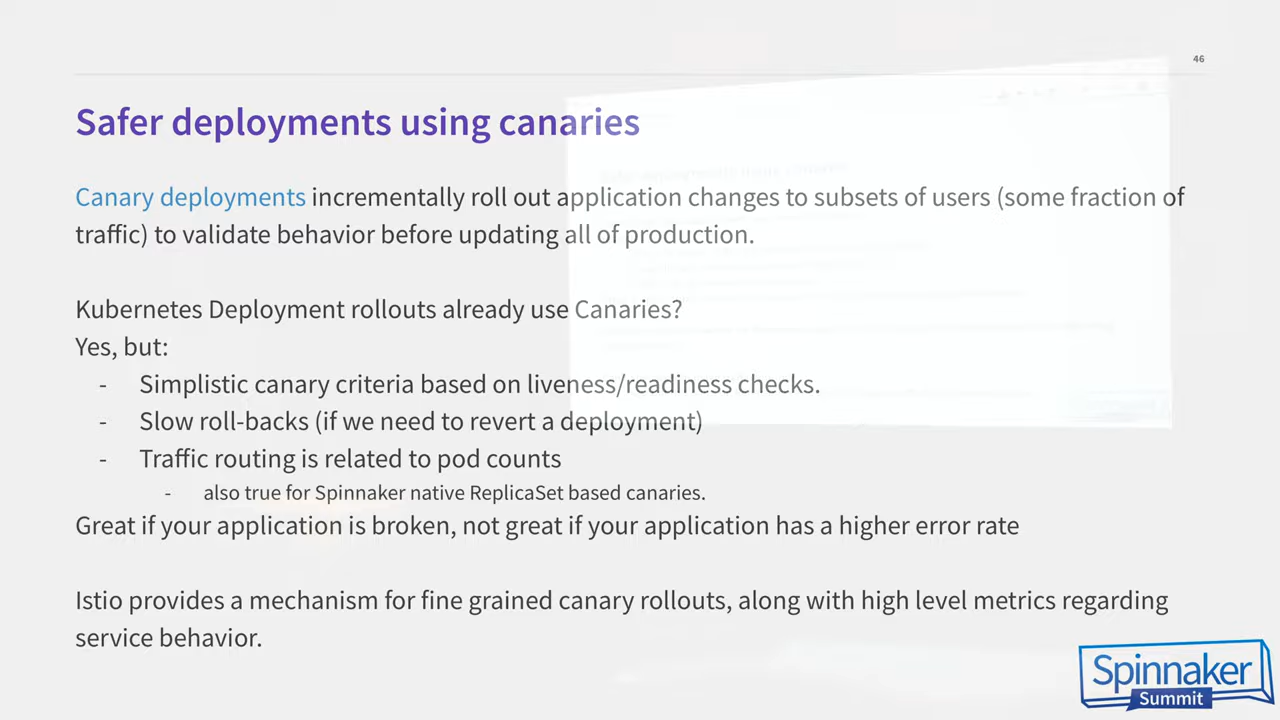 46
Safer deployments using canaries
Canary deployments incrementally roll out application changes to subsets of users (some fraction of
traffic) to validate behavior before updating all of production.
Kubernetes Deployment rollouts already use Canaries?
Yes, but:
- Simplistic canary criteria based on liveness/readiness checks.
- Slow roll-backs (if we need to revert a deployment)
- Traffic routing is related to pod counts
- also true for Spinnaker native ReplicaSet based canaries.
Great if your application is broken, not great if your application has a higher error rate
Istio provides a mechanism for fine grained canary rollouts, along with high level metrics regarding
service behavior.
Spinnaker
Summit